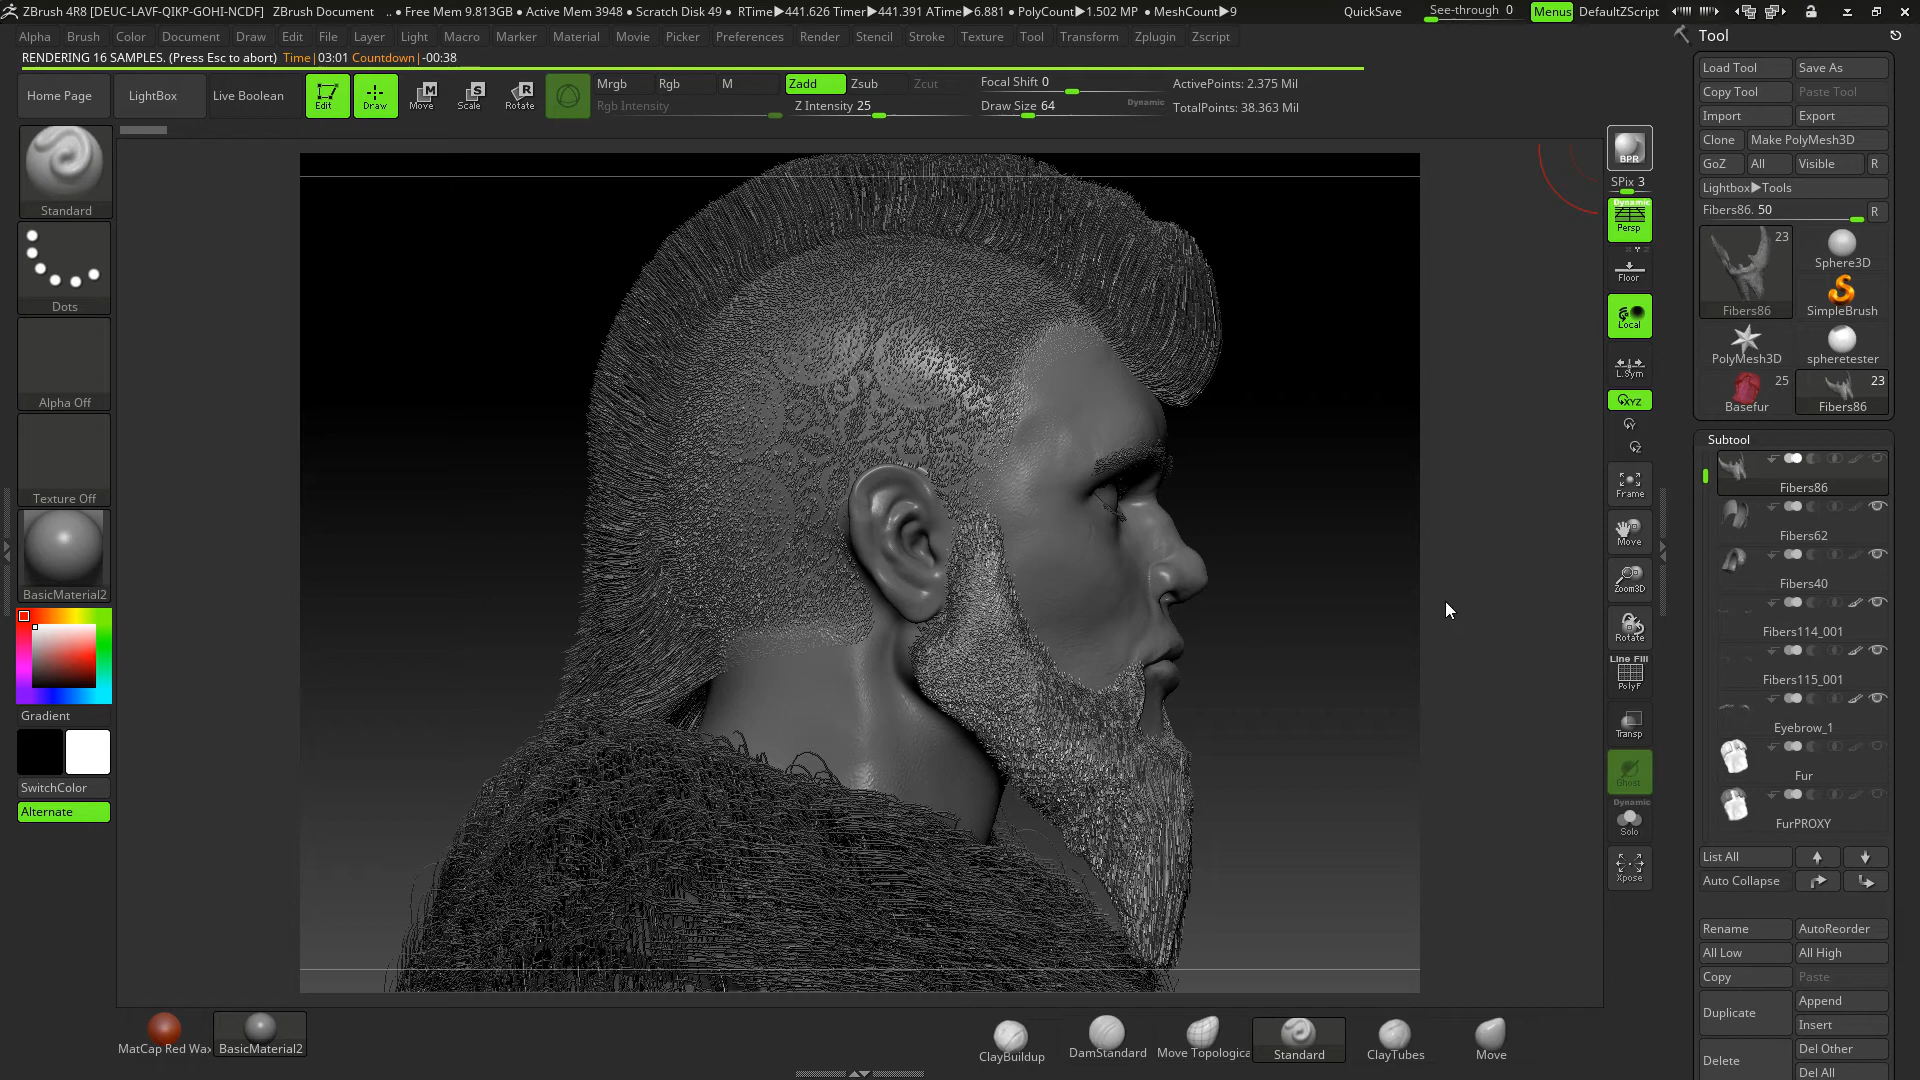 ZBrush 4R8 [DEUC-LAVF-QIKP-GOHI-NCDF] ZBrush Document .. • Free Mem 9.813GB • Active Mem 3948 • Scratch Disk 49 • RTime▶441.626 Timer▶441.391 ATime▶6.881 • PolyCount▶1.502 MP • MeshCount▶9 QuickSave See-through 0 Menus DefaultZScript
Alpha Brush Color Document Draw Edit File Layer Light Macro Marker Material Movie Picker Preferences Render Stencil Stroke Texture Tool Transform Zplugin Zscript
RENDERING 16 SAMPLES. (Press Esc to abort) Time|03:01 Countdown|-00:38
Home Page LightBox Live Boolean Edit Draw Move Scale Rotate
Mrgb Rgb M Zadd Zsub Zcut Focal Shift 0 ActivePoints: 2.375 Mil
Rgb Intensity Z Intensity 25 Draw Size 64 Dynamic TotalPoints: 38.363 Mil
Standard
Dots
Alpha Off
Texture Off
BasicMaterial2
Gradient
SwitchColor
Alternate
BPR
SPix 3
Dynamic
Persp
Floor
Local
L.Sym
XYZ
Frame
Move
Zoom3D
Rotate
Line Fill
PolyF
Transp
Ghost
Dynamic
Solo
Xpose
Tool
Load Tool Save As
Copy Tool Paste Tool
Import Export
Clone Make PolyMesh3D
GoZ All Visible R
Lightbox▶Tools
Fibers86. 50 R
23
Sphere3D
Fibers86 SimpleBrush
PolyMesh3D spheretester
25 23
Basefur Fibers86
Subtool
Fibers86
Fibers62
Fibers40
Fibers114_001
Fibers115_001
Eyebrow_1
Fur
FurPROXY
List All
Auto Collapse
Rename AutoReorder
All Low All High
Copy Paste
Duplicate Append
Insert
Delete Del Other
Del All
MatCap Red Wax BasicMaterial2 ClayBuildup DamStandard Move Topologica Standard ClayTubes Move